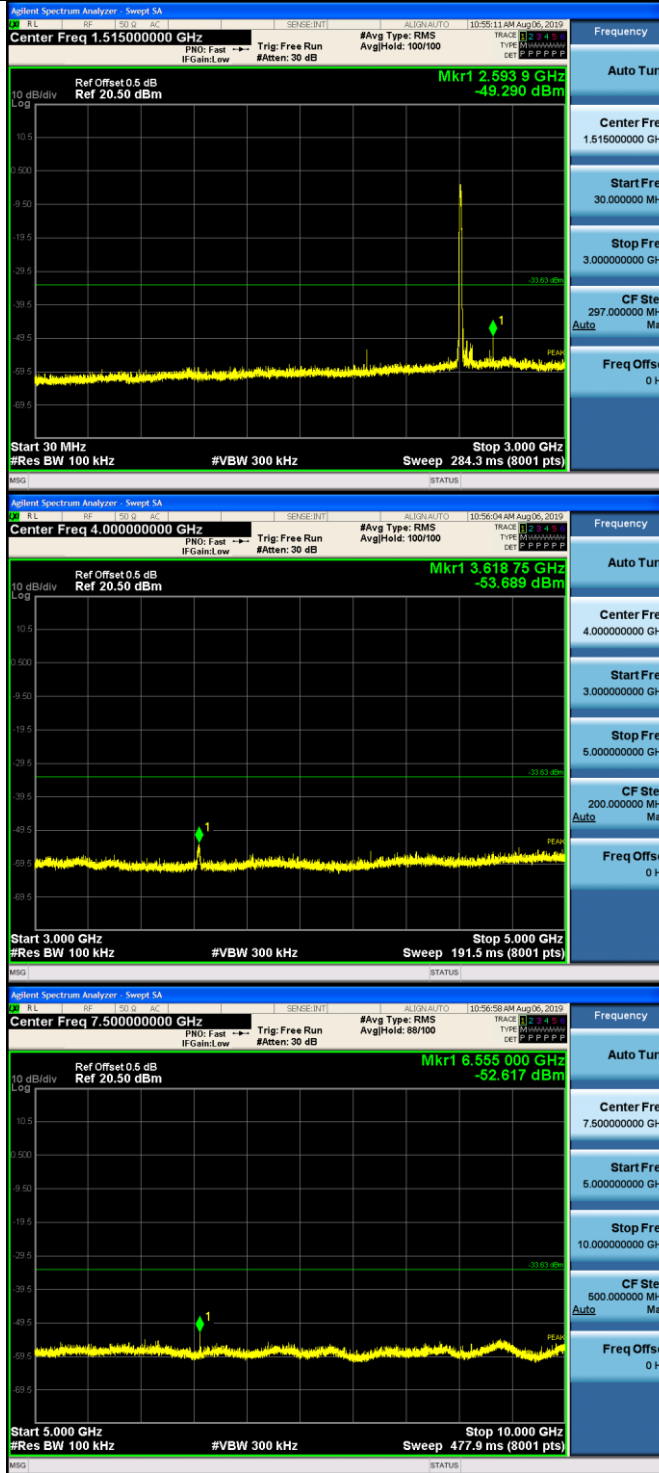 Agilent Spectrum Analyzer - Swept SA
RL RF 50 Ω AC SENSE:INT ALIGNAUTO 10:55:11 AM Aug 06, 2019
Center Freq 1.515000000 GHz
PNO: Fast
IFGain:Low
Trig: Free Run
#Atten: 30 dB
#Avg Type: RMS
Avg|Hold: 100/100
TRACE 1 2 3 4 5 6
TYPE M
DET P P P P P P
Frequency
Auto Tun
Mkr1 2.593 9 GHz
-49.290 dBm
Ref Offset 0.5 dB
Ref 20.50 dBm
10 dB/div
Log
10.5
0.500
-9.50
-19.5
-29.5
-39.5
-49.5
-59.5
-69.5
-33.63 dBm
1
PEAK
Center Fre
1.515000000 GH
Start Fre
30.000000 MH
Stop Fre
3.000000000 GH
CF Ste
297.000000 MH
Auto Ma
Freq Offse
0 H
Start 30 MHz Stop 3.000 GHz
#Res BW 100 kHz #VBW 300 kHz Sweep 284.3 ms (8001 pts)
MSG STATUS
Agilent Spectrum Analyzer - Swept SA
RL RF 50 Ω AC SENSE:INT ALIGNAUTO 10:56:04 AM Aug 06, 2019
Center Freq 4.000000000 GHz
PNO: Fast
IFGain:Low
Trig: Free Run
#Atten: 30 dB
#Avg Type: RMS
Avg|Hold: 100/100
TRACE 1 2 3 4 5 6
TYPE M
DET P P P P P P
Frequency
Auto Tun
Mkr1 3.618 75 GHz
-53.689 dBm
Ref Offset 0.5 dB
Ref 20.50 dBm
10 dB/div
Log
10.5
0.500
-9.50
-19.5
-29.5
-39.5
-49.5
-59.5
-69.5
-33.63 dBm
1
PEAK
Center Fre
4.000000000 GH
Start Fre
3.000000000 GH
Stop Fre
5.000000000 GH
CF Ste
200.000000 MH
Auto Ma
Freq Offse
0 H
Start 3.000 GHz Stop 5.000 GHz
#Res BW 100 kHz #VBW 300 kHz Sweep 191.5 ms (8001 pts)
MSG STATUS
Agilent Spectrum Analyzer - Swept SA
RL RF 50 Ω AC SENSE:INT ALIGNAUTO 10:56:58 AM Aug 06, 2019
Center Freq 7.500000000 GHz
PNO: Fast
IFGain:Low
Trig: Free Run
#Atten: 30 dB
#Avg Type: RMS
Avg|Hold: 88/100
TRACE 1 2 3 4 5 6
TYPE M
DET P P P P P P
Frequency
Auto Tun
Mkr1 6.555 000 GHz
-52.617 dBm
Ref Offset 0.5 dB
Ref 20.50 dBm
10 dB/div
Log
10.5
0.500
-9.50
-19.5
-29.5
-39.5
-49.5
-59.5
-69.5
-33.63 dBm
1
PEAK
Center Fre
7.500000000 GH
Start Fre
5.000000000 GH
Stop Fre
10.000000000 GH
CF Ste
500.000000 MH
Auto Ma
Freq Offse
0 H
Start 5.000 GHz Stop 10.000 GHz
#Res BW 100 kHz #VBW 300 kHz Sweep 477.9 ms (8001 pts)
MSG STATUS